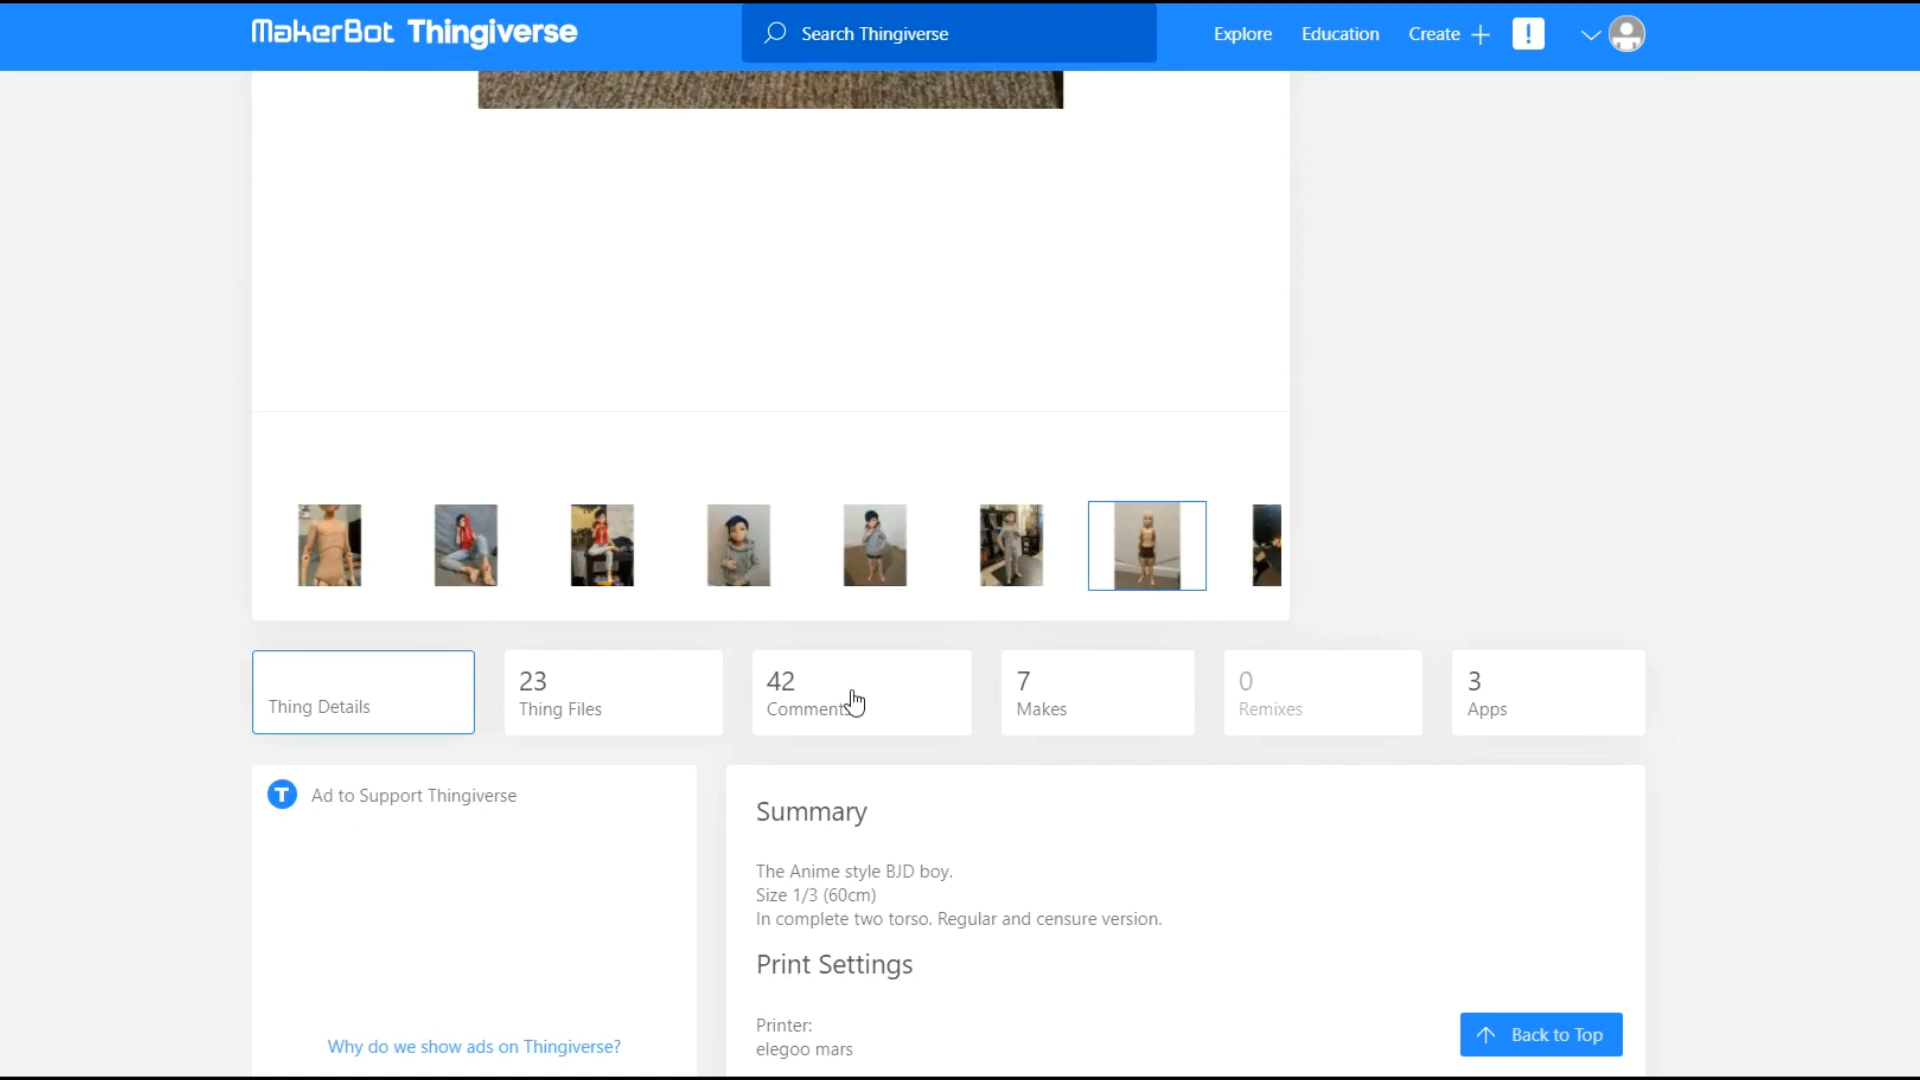 MakerBot Thingiverse
Search Thingiverse
Explore
Education
Create
Thing Details
23
Thing Files
42
Comments
7
Makes
0
Remixes
3
Apps
Ad to Support Thingiverse
Why do we show ads on Thingiverse?
Summary
The Anime style BJD boy.
Size 1/3 (60cm)
In complete two torso. Regular and censure version.
Print Settings
Printer:
elegoo mars
Back to Top